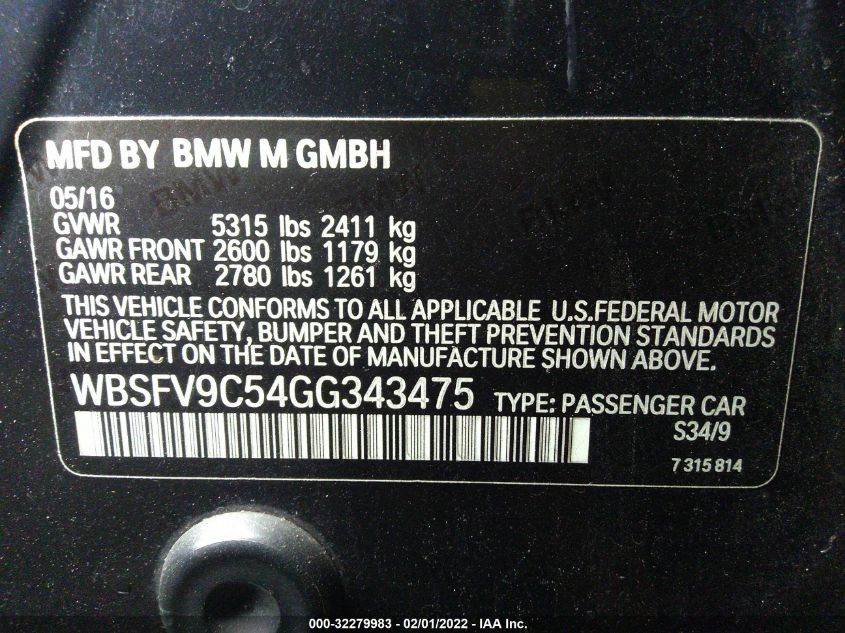 MFD BY BMW M GMBH
05/16
GVWR 5315 lbs 2411 kg
GAWR FRONT 2600 lbs 1179 kg
GAWR REAR 2780 lbs 1261 kg
THIS VEHICLE CONFORMS TO ALL APPLICABLE U.S.FEDERAL MOTOR
VEHICLE SAFETY, BUMPER AND THEFT PREVENTION STANDARDS
IN EFFECT ON THE DATE OF MANUFACTURE SHOWN ABOVE.
WBSFV9C54GG343475 TYPE: PASSENGER CAR
S34/9
7 315 814
000-32279983 - 02/01/2022 - IAA Inc.